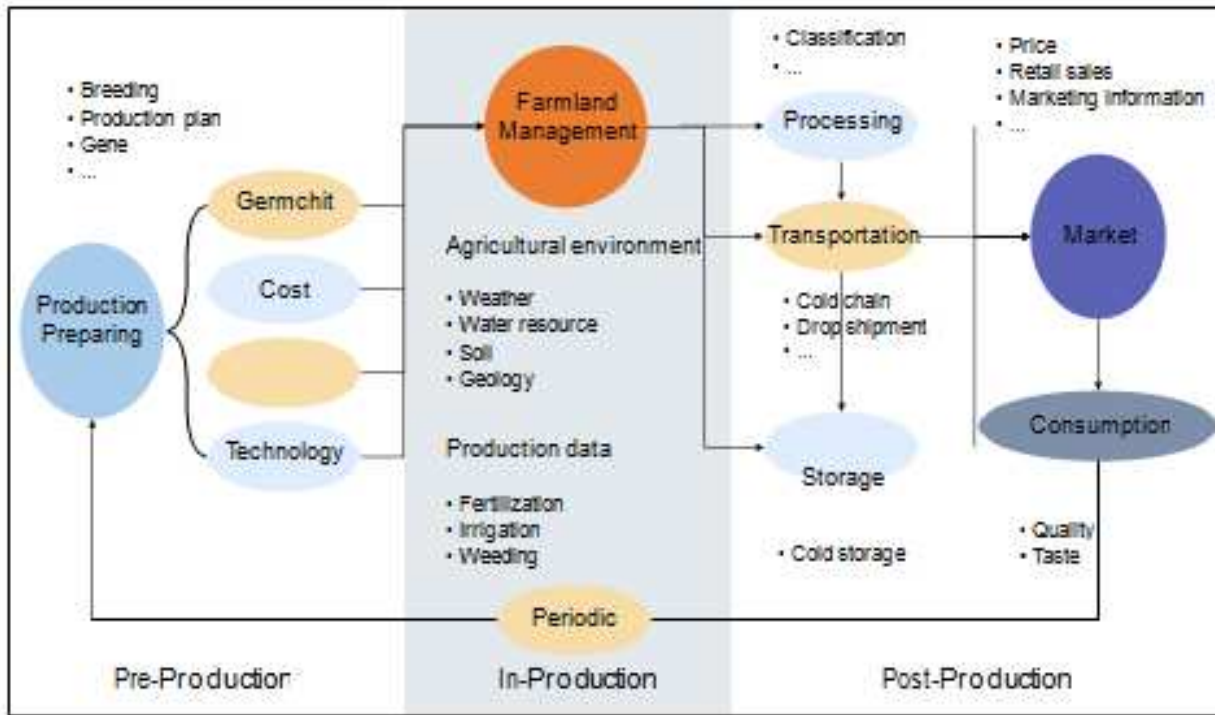 • Breeding
• Production plan
• Gene
• ...
Germchit
Cost
Production
Preparing
Technology
Farmland
Management
Agricultural environment
• Weather
• Water resource
• Soil
• Geology
Production data
• Fertilization
• Irrigation
• Weeding
Periodic
• Classification
• ...
Processing
Transportation
• Cold chain
• Drop shipment
• ...
Storage
• Cold storage
• Price
• Retail sales
• Marketing information
• ...
Market
Consumption
• Quality
• Taste
Pre-Production
In-Production
Post-Production